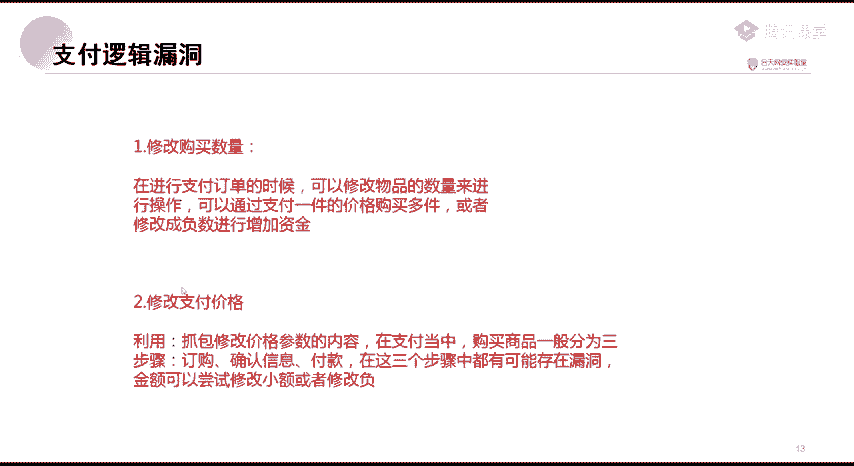 支付逻辑漏洞
腾讯课堂
合天网安实验室
1.修改购买数量：
在进行支付订单的时候，可以修改物品的数量来进
行操作，可以通过支付一件的价格购买多件，或者
修改成负数进行增加资金
2.修改支付价格
利用：抓包修改价格参数的内容，在支付当中，购买商品一般分为三
步骤：订购、确认信息、付款，在这三个步骤中都有可能存在漏洞，
金额可以尝试修改小额或者修改负
13